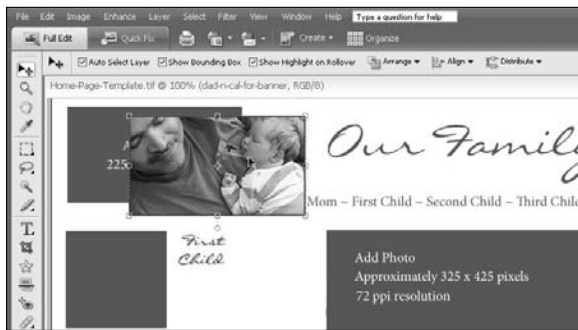 File Edit Image Enhance Layer Select Filter View Window Help Type a question for help
Full Edit Quick Fix Create Organize
Auto Select Layer Show Bounding Box Show Highlight on Rollover Arrange Align Distribute
Home-Page-Template.tif @ 100% (dad-n-cal-for-banner, RGB/8)
A
225
Our Family
Mom ~ First Child ~ Second Child ~ Third Child
First
Child
Add Photo
Approximately 325 x 425 pixels
72 ppi resolution